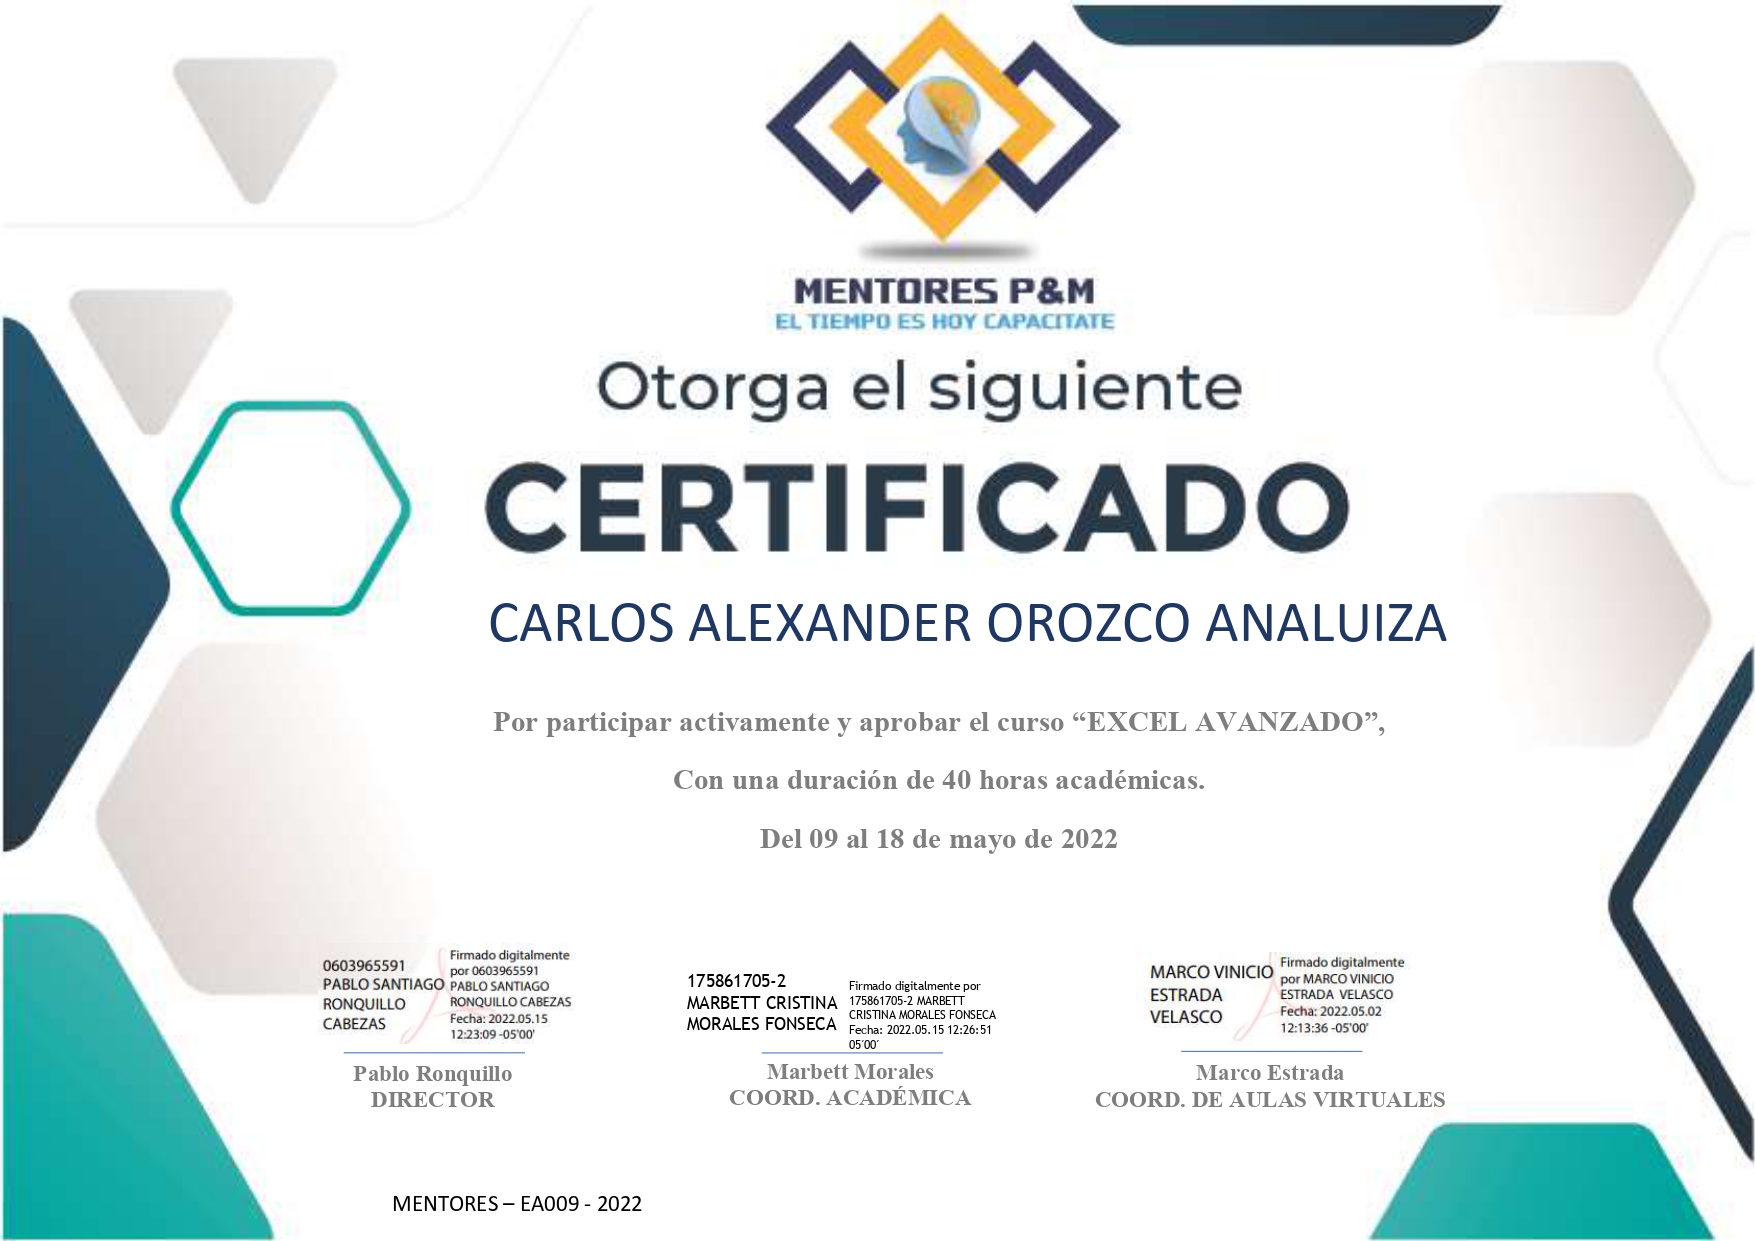 MENTORES P&M
EL TIEMPO ES HOY CAPACITATE
Otorga el siguiente
CERTIFICADO
CARLOS ALEXANDER OROZCO ANALUIZA
Por participar activamente y aprobar el curso “EXCEL AVANZADO”,
Con una duración de 40 horas académicas.
Del 09 al 18 de mayo de 2022
0603965591
PABLO SANTIAGO
RONQUILLO
CABEZAS
Firmado digitalmente
por 0603965591
PABLO SANTIAGO
RONQUILLO CABEZAS
Fecha: 2022.05.15
12:23:09 -05'00'
Pablo Ronquillo
DIRECTOR
175861705-2
MARBETT CRISTINA
MORALES FONSECA
Firmado digitalmente por
175861705-2 MARBETT
CRISTINA MORALES FONSECA
Fecha: 2022.05.15 12:26:51
05'00'
Marbett Morales
COORD. ACADÉMICA
MARCO VINICIO
ESTRADA
VELASCO
Firmado digitalmente
por MARCO VINICIO
ESTRADA VELASCO
Fecha: 2022.05.02
12:13:36 -05'00'
Marco Estrada
COORD. DE AULAS VIRTUALES
MENTORES – EA009 - 2022